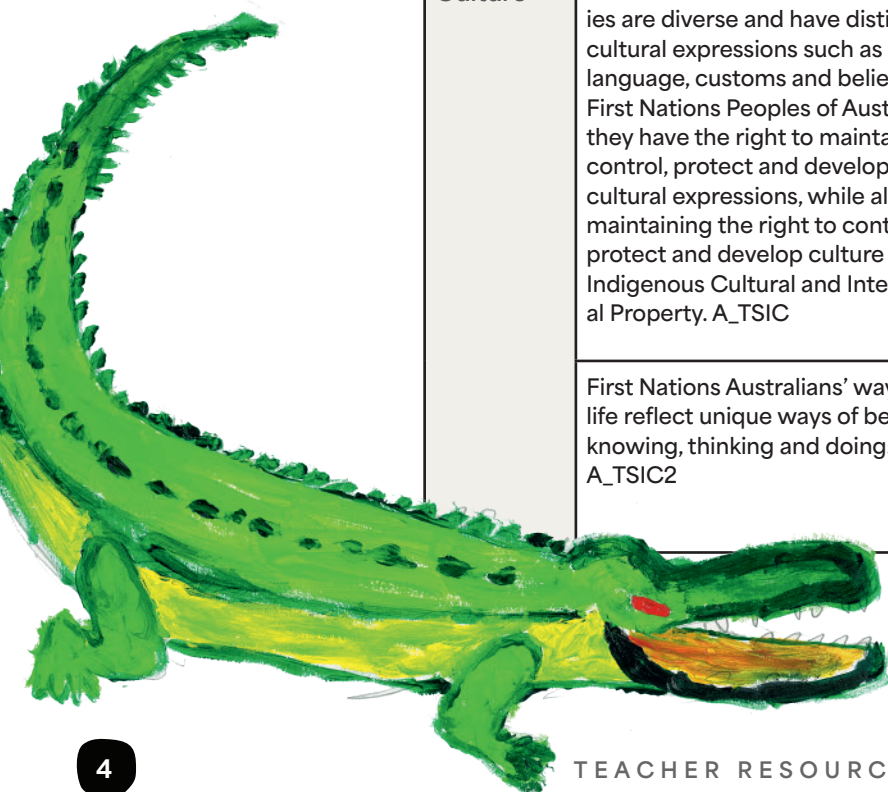 Culture
ies are diverse and have disti
cultural expressions such as
language, customs and belie
First Nations Peoples of Aust
they have the right to mainta
control, protect and develop
cultural expressions, while al
maintaining the right to cont
protect and develop culture
Indigenous Cultural and Inte
al Property. A_TSIC
First Nations Australians’ wav
life reflect unique ways of be
knowing, thinking and doing.
A_TSIC2
4
TEACHER RESOURC